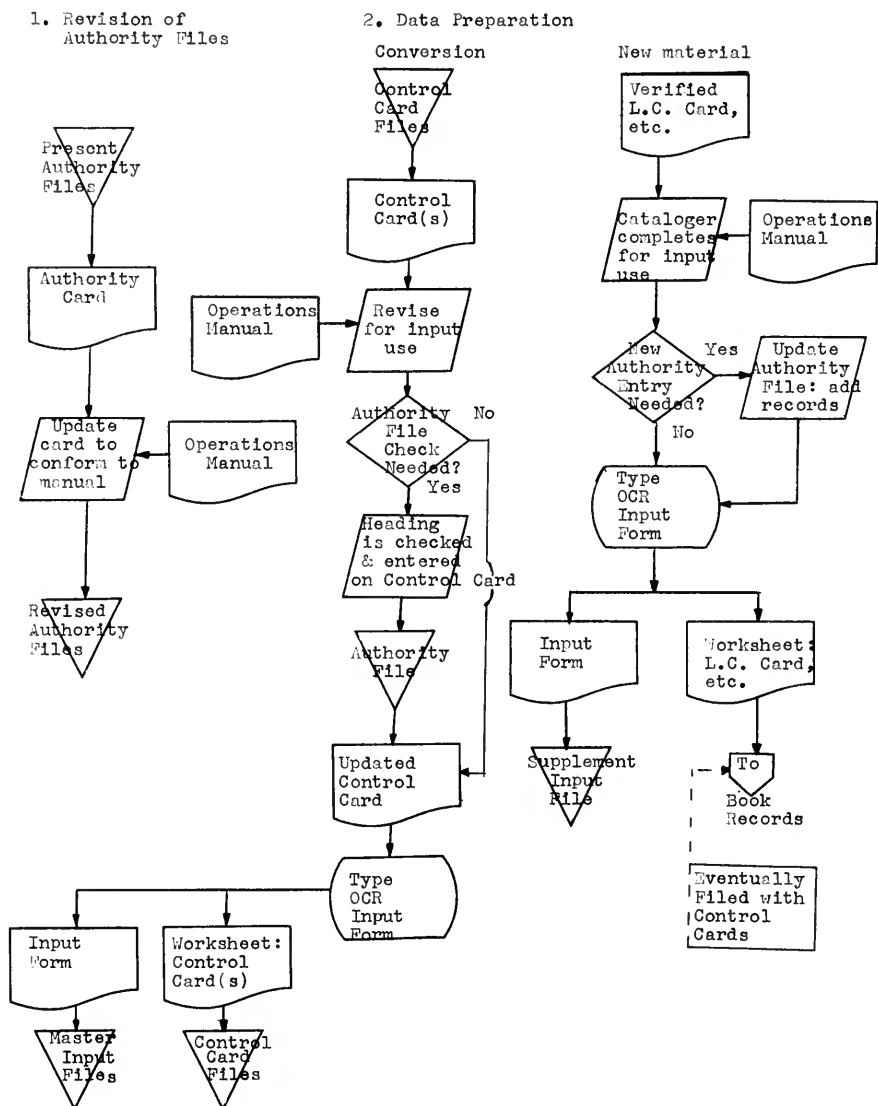 1. Revision of
Authority Files
Present
Authority
Files
Authority
Card
Update
card to
conform to
manual
Operations
Manual
Revised
Authority
Files
2. Data Preparation
Conversion
Control
Card
Files
Control
Card(s)
Operations
Manual
Revise
for input
use
Authority
File
Check
Needed?
No
Yes
Heading
is checked
& entered
on Control Card
Authority
File
Updated
Control
Card
Type
OCR
Input
Form
Input
Form
Worksheet:
Control
Card(s)
Master
Input
Files
Control
Card
Files
New material
Verified
L.C. Card,
etc.
Cataloger
completes
for input
use
Operations
Manual
New
Authority
Entry
Needed?
Yes
No
Update
Authority
File: add
records
Type
OCR
Input
Form
Input
Form
Worksheet:
L.C. Card,
etc.
Supplement
Input
File
To
Book
Records
Eventually
Filed with
Control
Cards